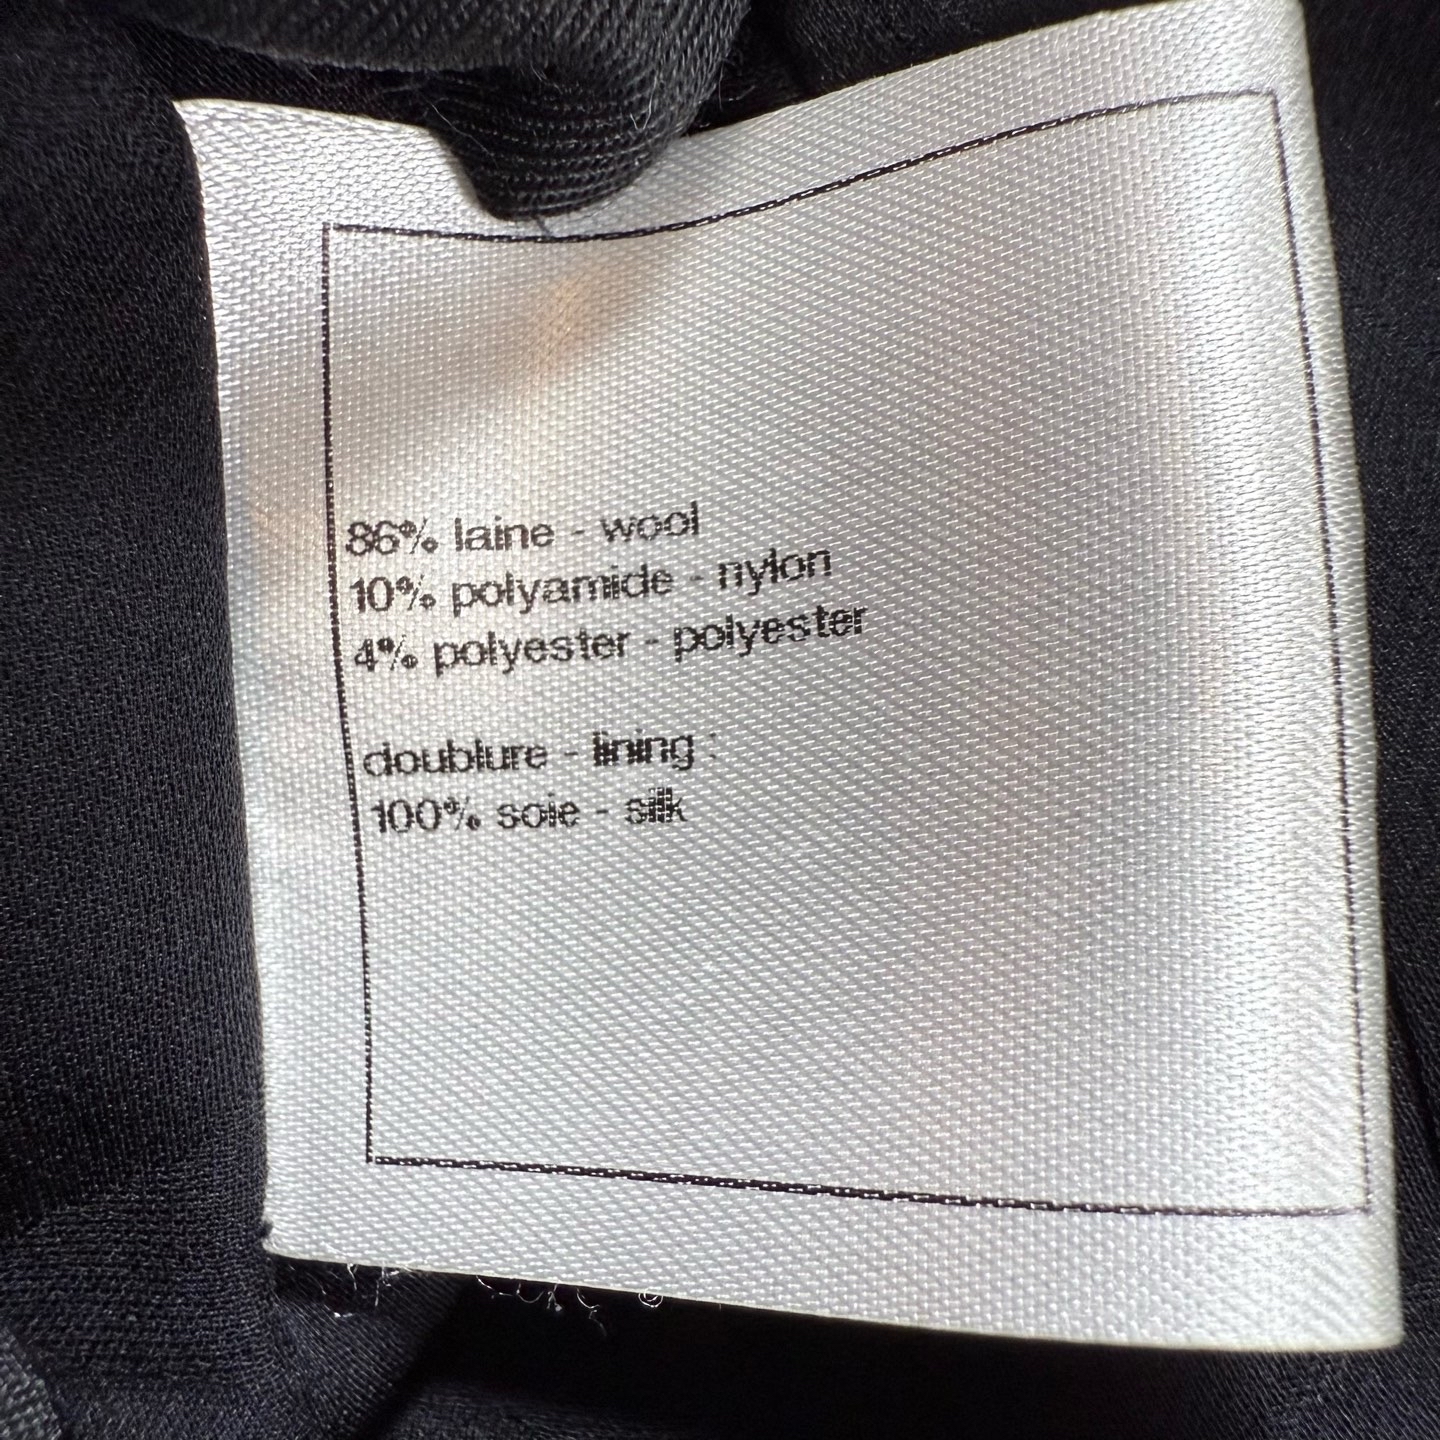 86% laine - wool
10% polyamide - nylon
4% polyester - polyester
doublure - lining :
100% soie - silk